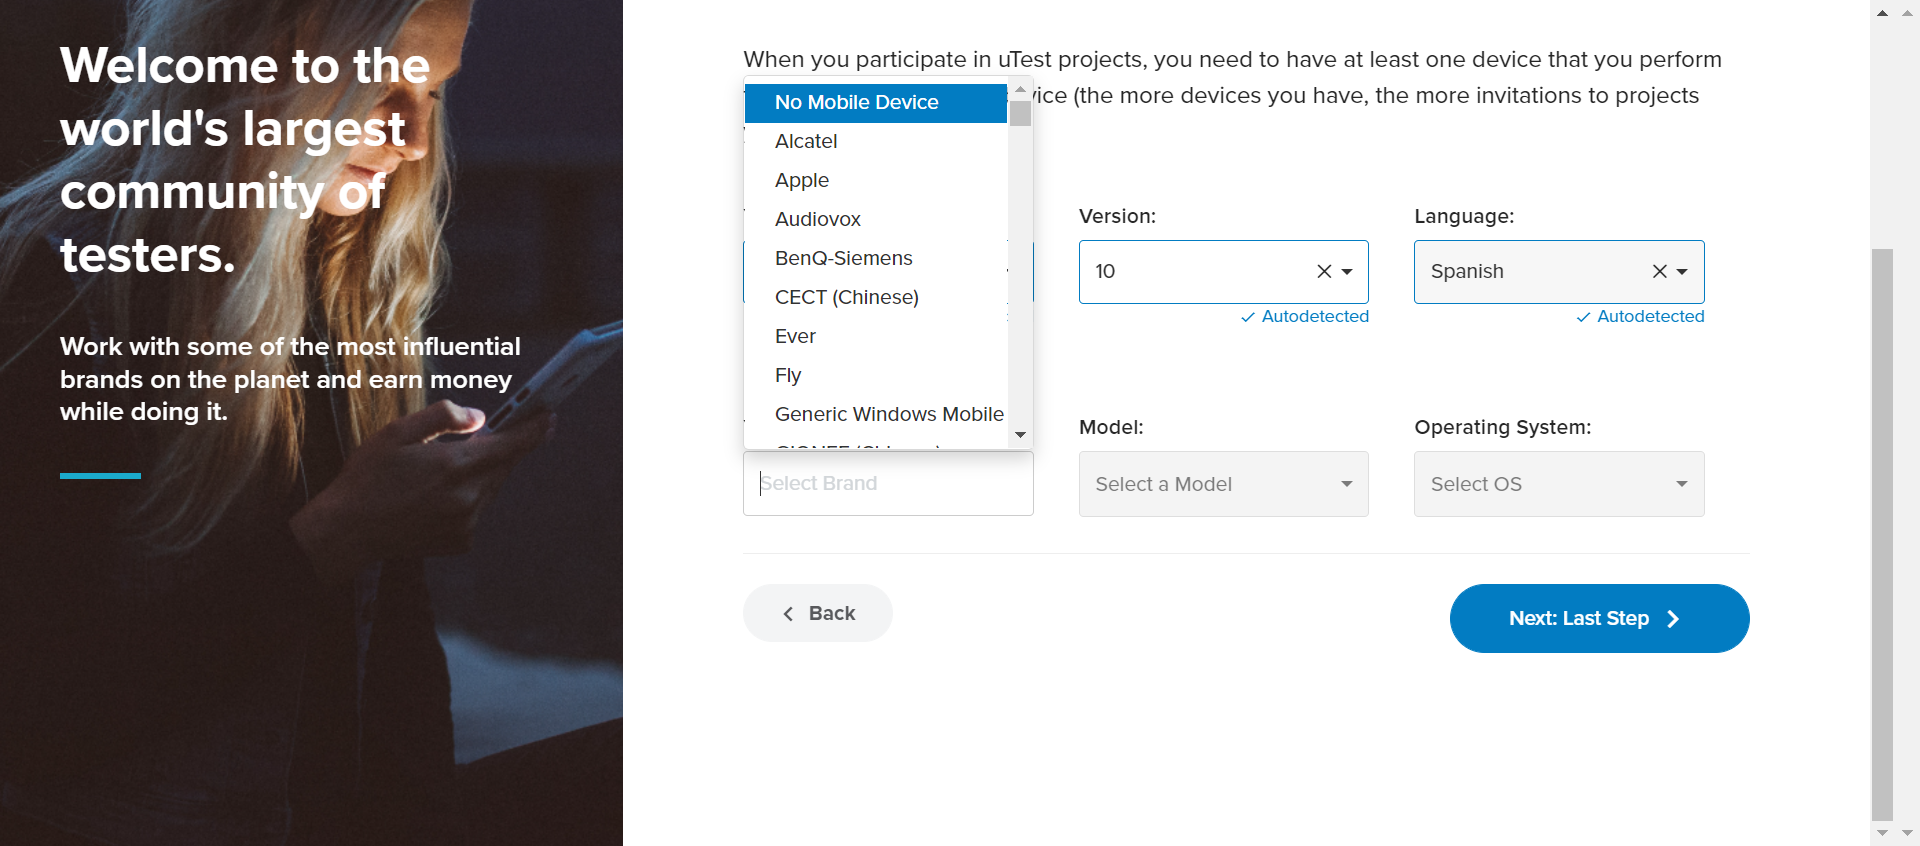 Welcome to the
world's largest
community of
testers.
Work with some of the most influential
brands on the planet and earn money
while doing it.
When you participate in uTest projects, you need to have at least one device that you perform
(the more devices you have, the more invitations to projects
No Mobile Device
Alcatel
Apple
Audiovox
BenQ-Siemens
CECT (Chinese)
Ever
Fly
Generic Windows Mobile
Select Brand
Version:
10
Autodetected
Language:
Spanish
Autodetected
Model:
Select a Model
Operating System:
Select OS
Back
Next: Last Step